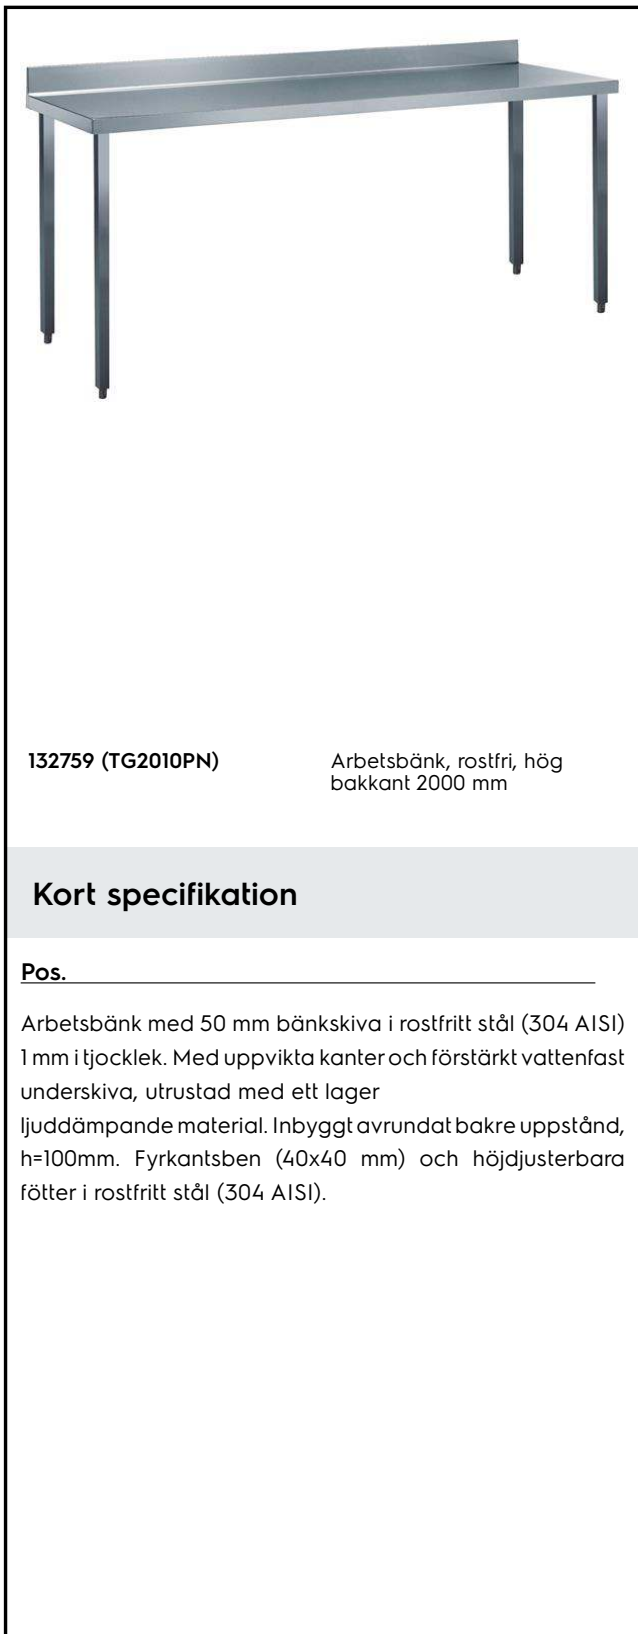 132759 (TG2010PN)
Arbetsbänk, rostfri, hög
bakkant 2000 mm
Kort specifikation
Pos.
Arbetsbänk med 50 mm bänkskiva i rostfritt stål (304 AISI)
1 mm i tjocklek. Med uppvikta kanter och förstärkt vattenfast
underskiva, utrustad med ett lager
ljuddämpande material. Inbyggt avrundat bakre uppstånd,
h=100mm. Fyrkantsben (40x40 mm) och höjdjusterbara
fötter i rostfritt stål (304 AISI).